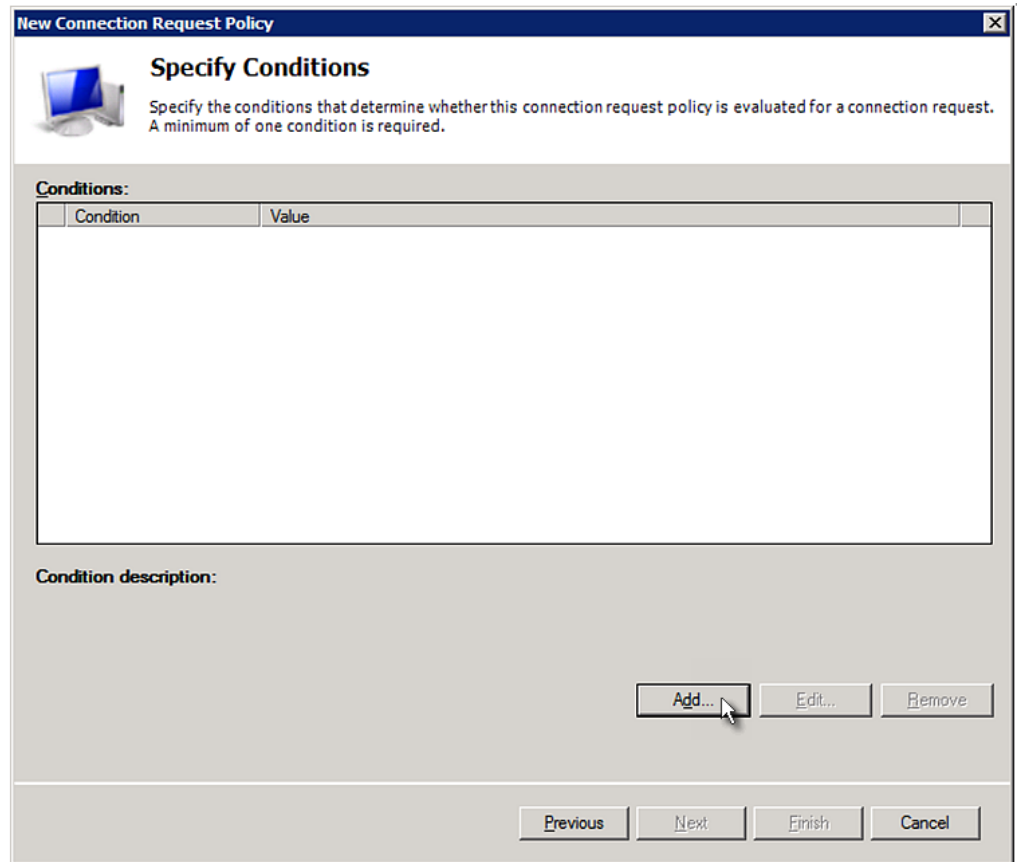 New Connection Request Policy
Specify Conditions
Specify the conditions that determine whether this connection request policy is evaluated for a connection request.
A minimum of one condition is required.
Conditions:
Condition Value
Condition description:
Add... Edit... Remove
Previous Next Finish Cancel